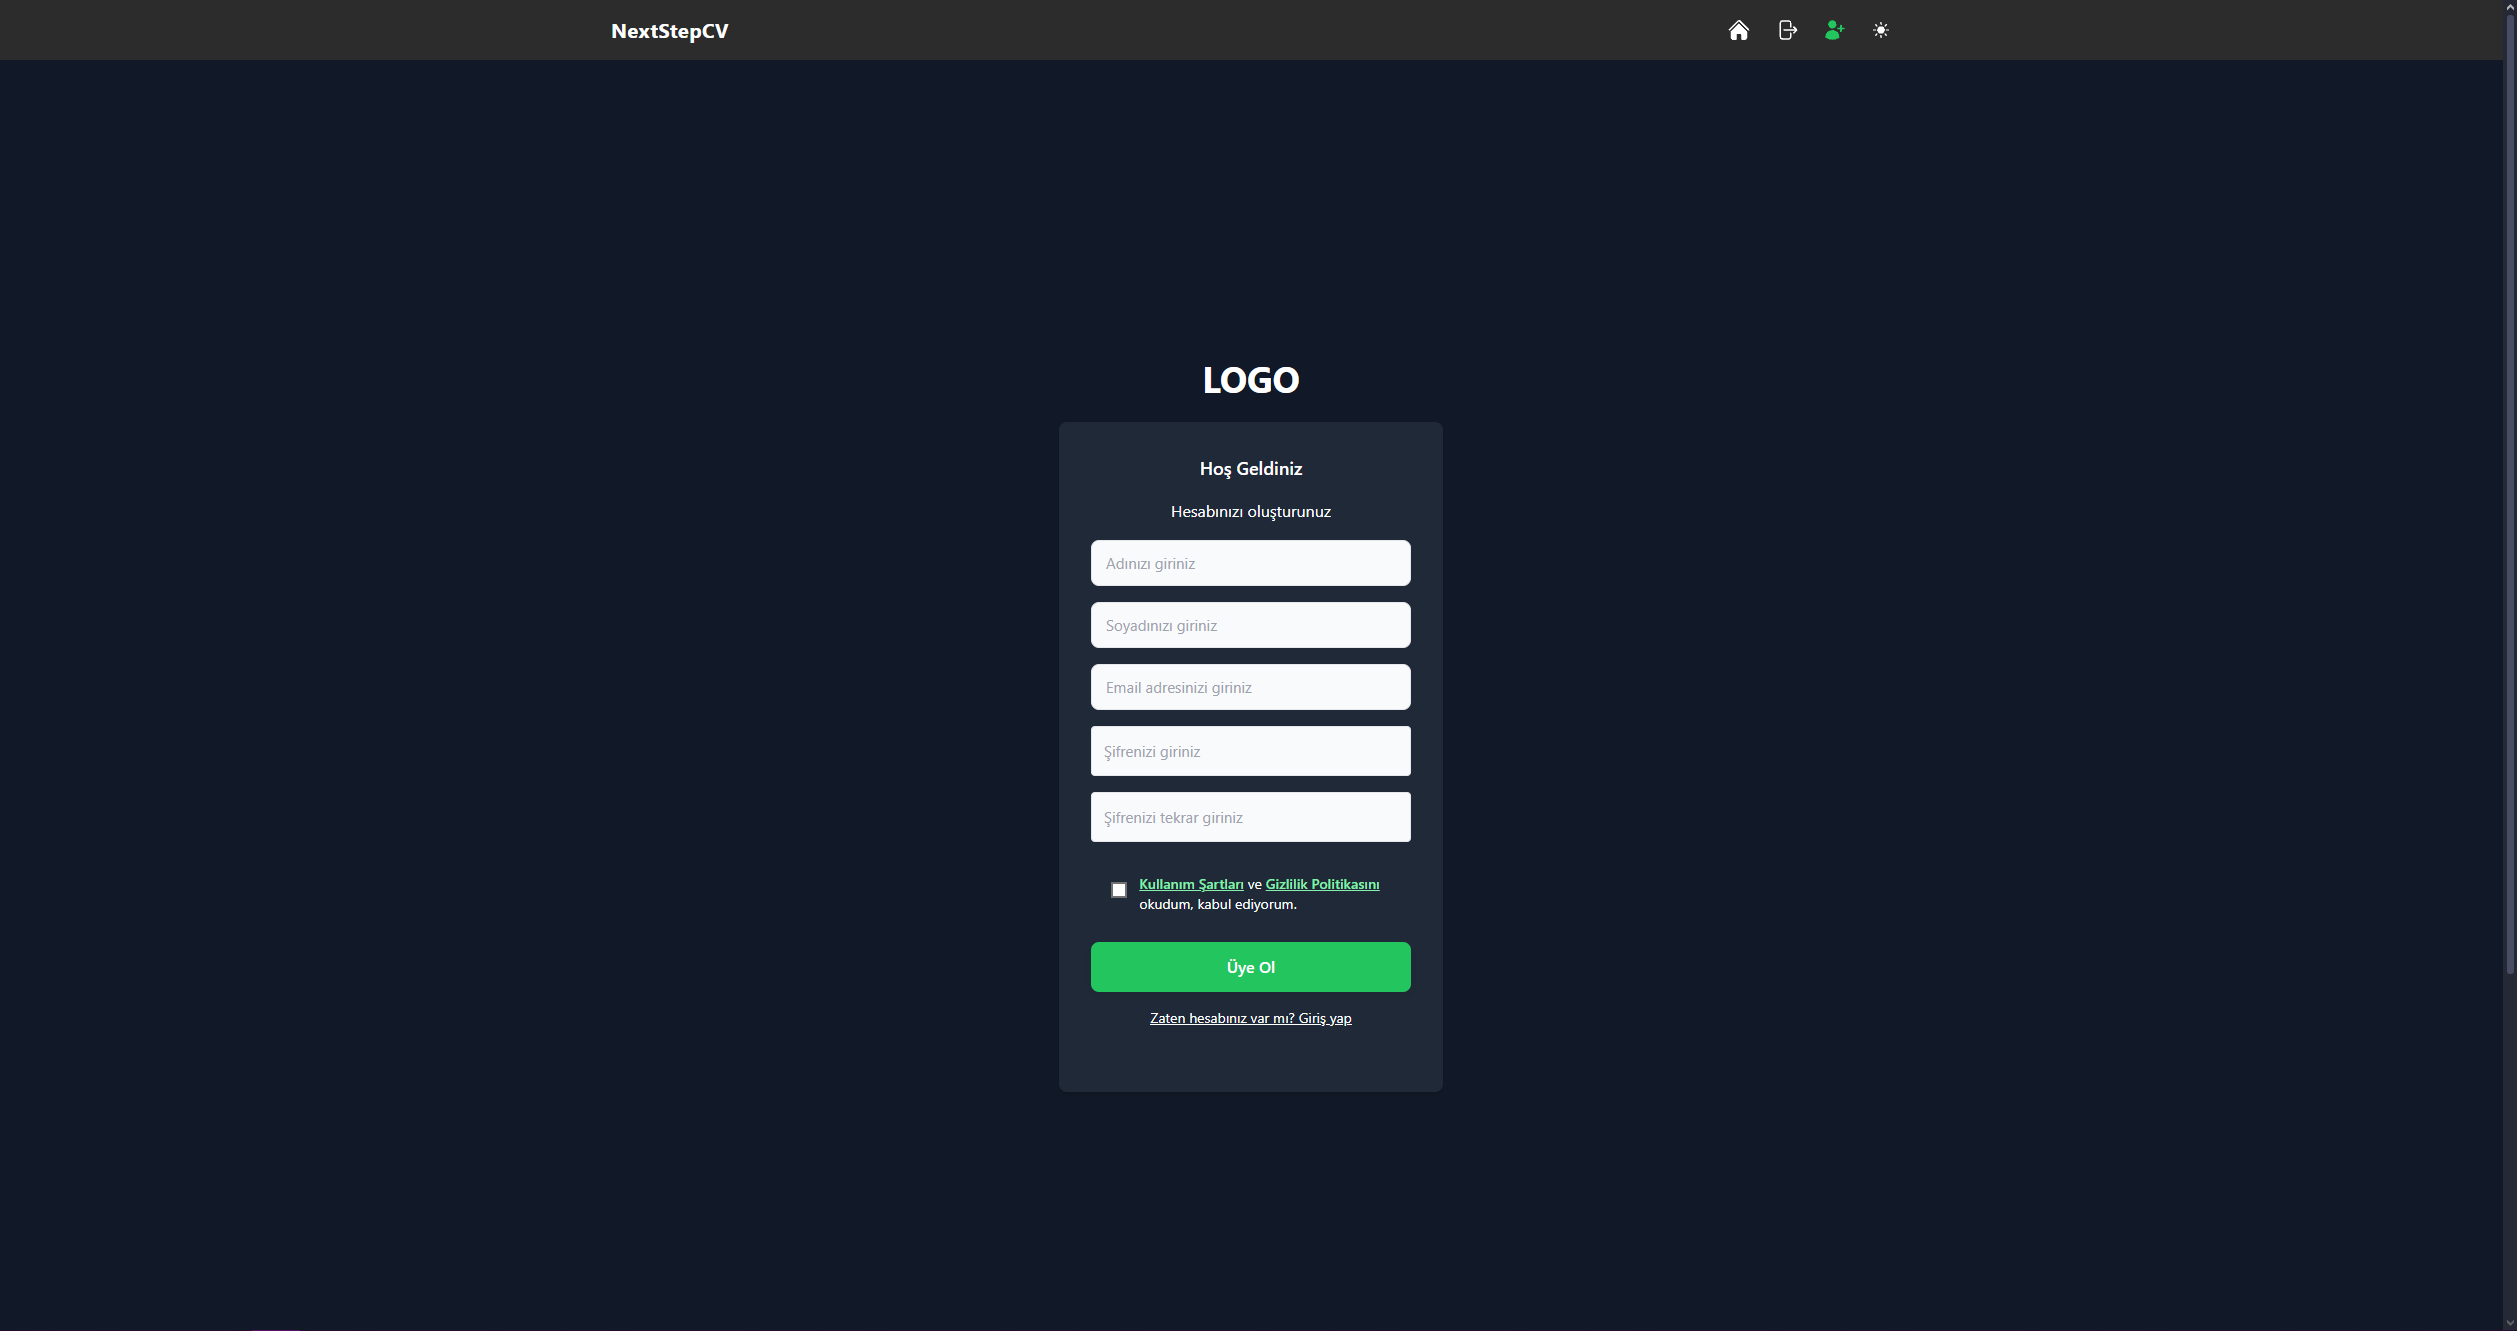 NextStepCV
LOGO
Hoş Geldiniz
Hesabınızı oluşturunuz
Adınızı giriniz
Soyadınızı giriniz
Email adresinizi giriniz
Şifrenizi giriniz
Şifrenizi tekrar giriniz
Kullanım Şartları ve Gizlilik Politikasını
okudum, kabul ediyorum.
Üye Ol
Zaten hesabınız var mı? Giriş yap